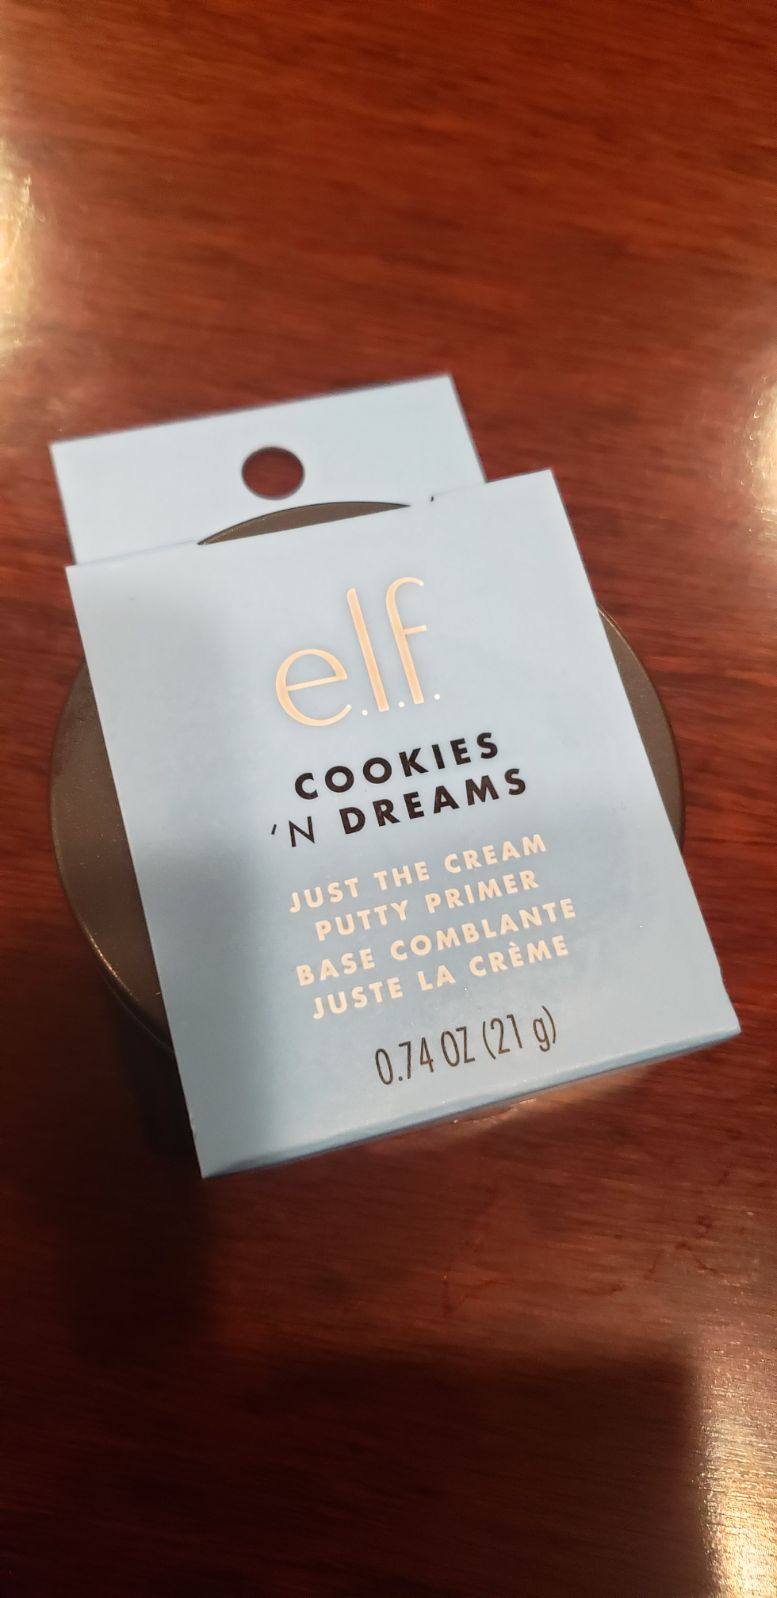 e.l.f.
COOKIES
'N DREAMS
JUST THE CREAM
PUTTY PRIMER
BASE COMBLANTE
JUSTE LA CRÈME
0.74 OZ (21 g)